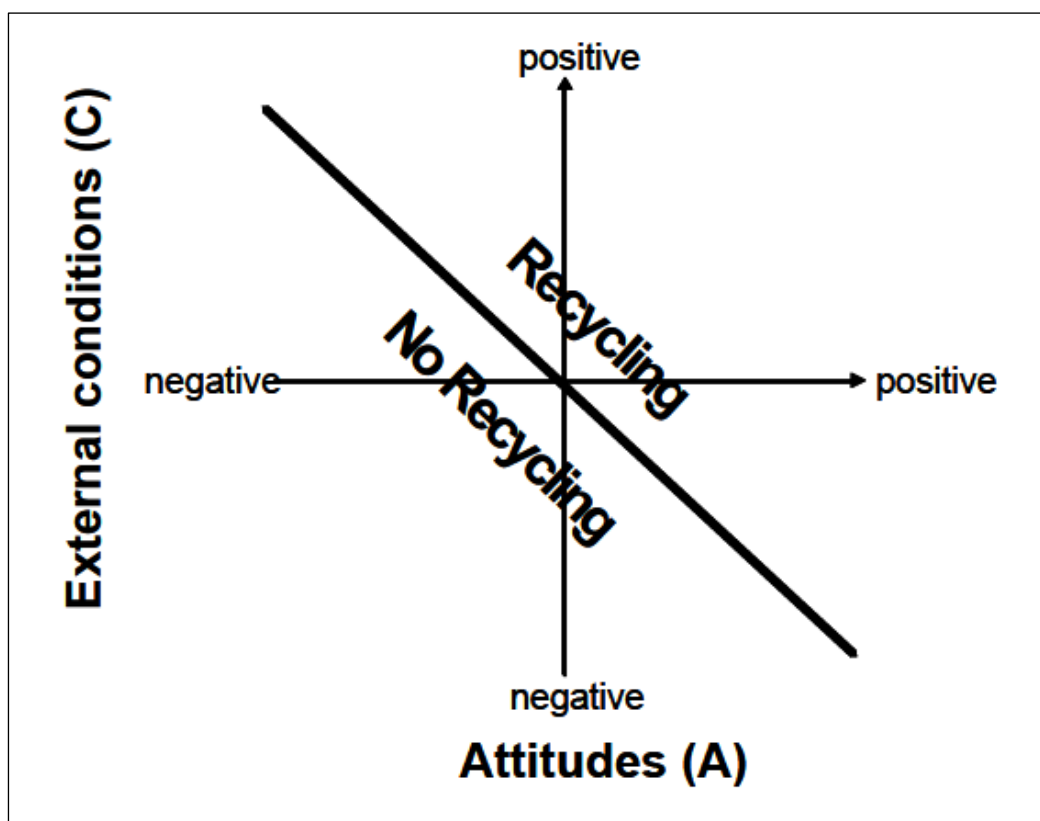 positive
External conditions (C)
Recycling
No Recycling
negative
positive
negative
Attitudes (A)